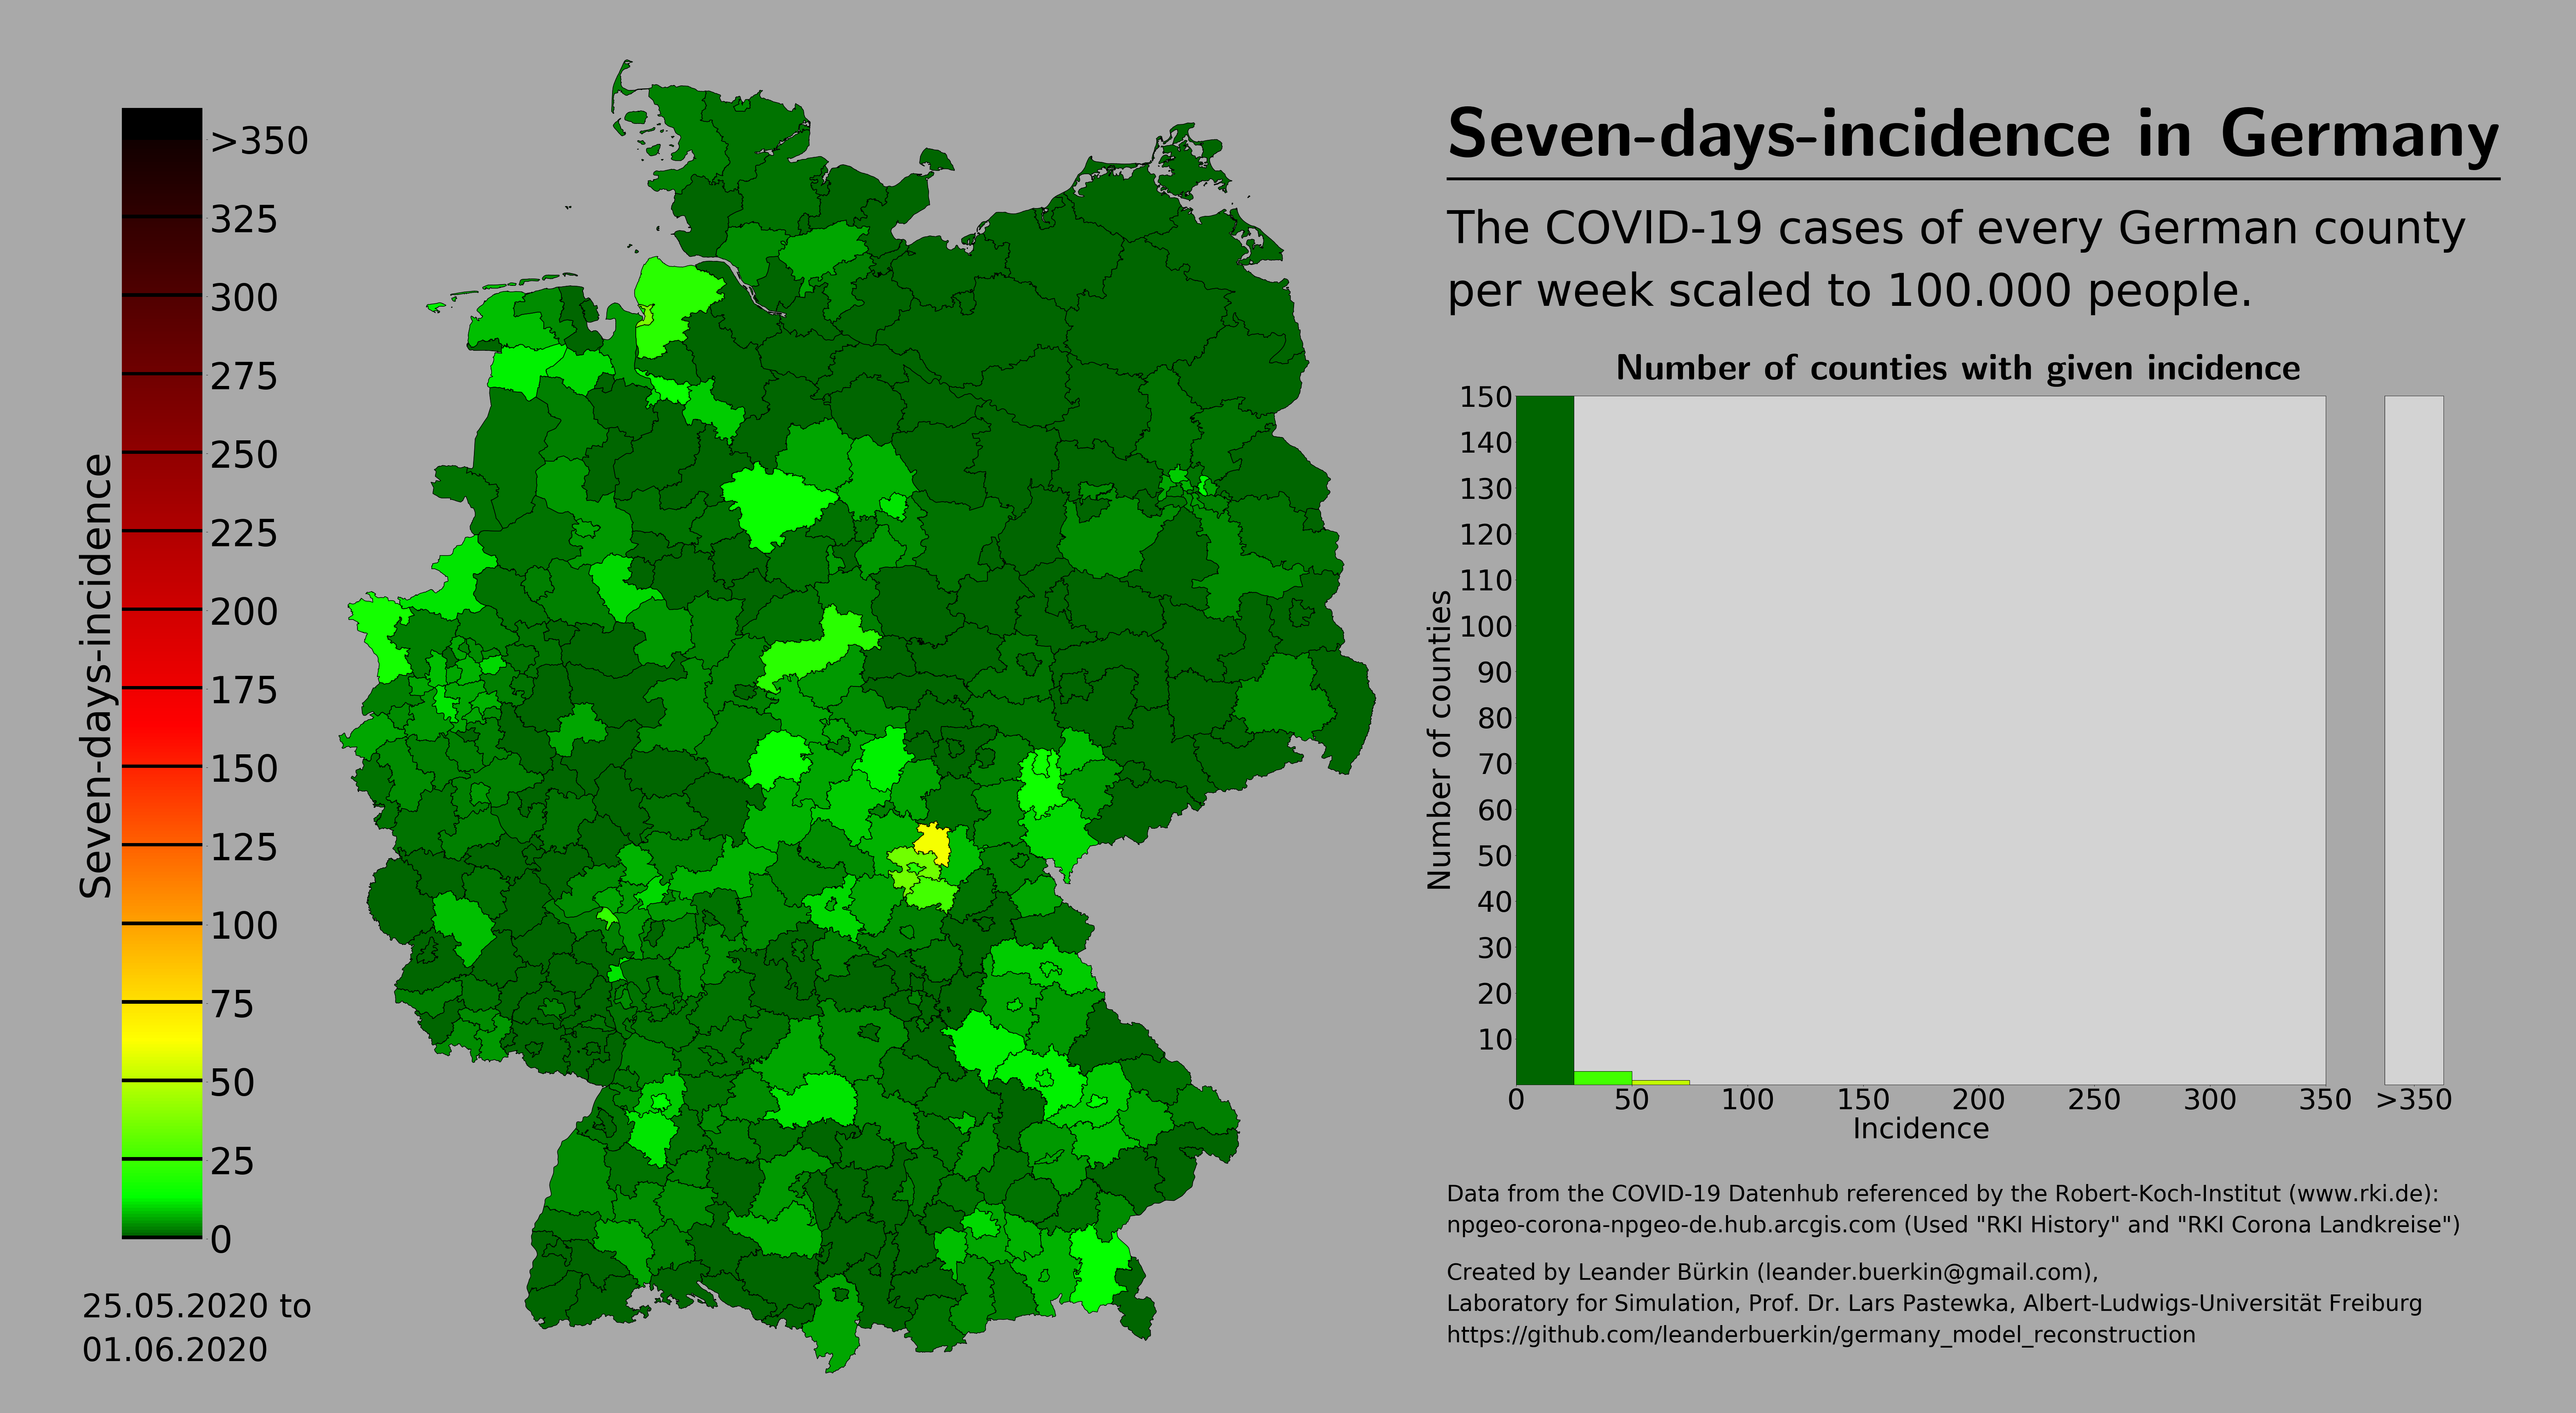 Seven-days-incidence in Germany
The COVID-19 cases of every German county
per week scaled to 100.000 people.
Seven-days-incidence
>350
325
300
275
250
225
200
175
150
125
100
75
50
25
0
25.05.2020 to
01.06.2020
Number of counties with given incidence
Number of counties
150
140
130
120
110
100
90
80
70
60
50
40
30
20
10
0 50 100 150 200 250 300 350 >350
Incidence
Data from the COVID-19 Datenhub referenced by the Robert-Koch-Institut (www.rki.de):
npgeo-corona-npgeo-de.hub.arcgis.com (Used "RKI History" and "RKI Corona Landkreise")
Created by Leander Bürkin (leander.buerkin@gmail.com),
Laboratory for Simulation, Prof. Dr. Lars Pastewka, Albert-Ludwigs-Universität Freiburg
https://github.com/leanderbuerkin/germany_model_reconstruction